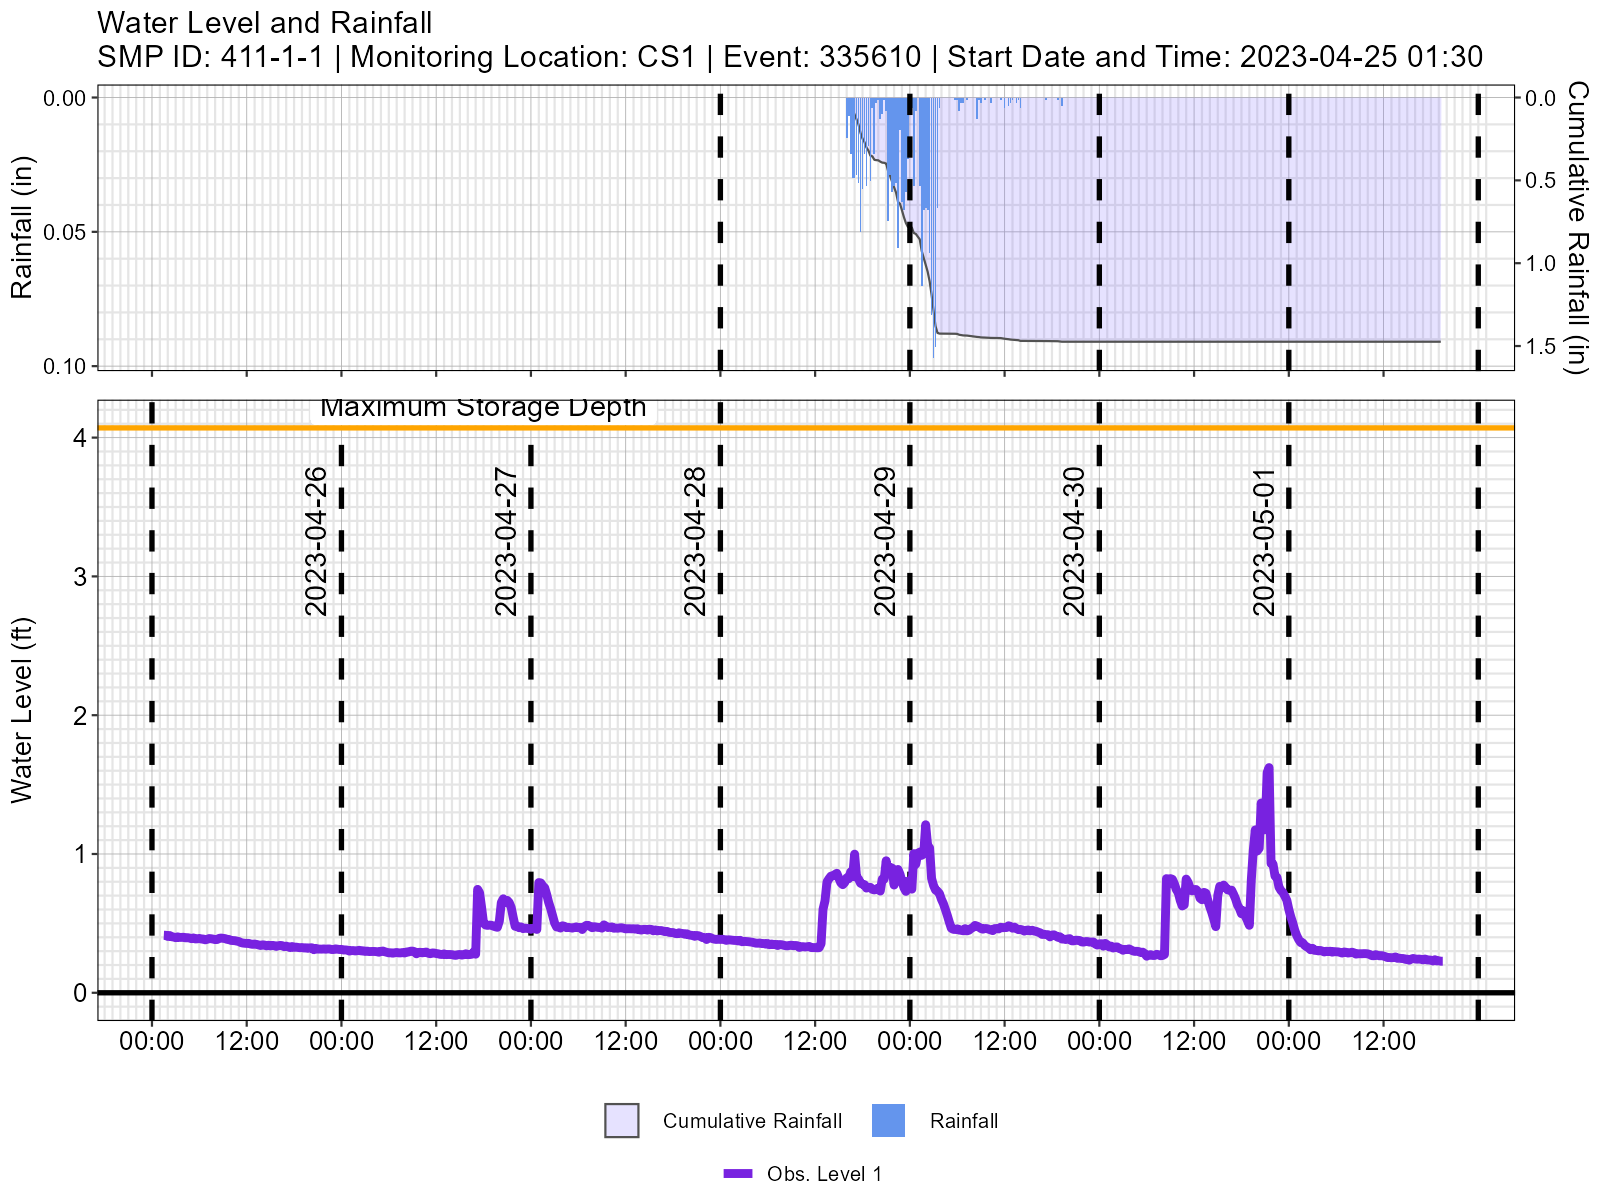 Water Level and Rainfall
SMP ID: 411-1-1 | Monitoring Location: CS1 | Event: 335610 | Start Date and Time: 2023-04-25 01:30
Rainfall (in)
0.00
0.05
0.10
0.0
0.5
1.0
1.5
Cumulative Rainfall (in)
Maximum Storage Depth
Water Level (ft)
4
3
2
1
0
2023-04-26
2023-04-27
2023-04-28
2023-04-29
2023-04-30
2023-05-01
00:00 12:00 00:00 12:00 00:00 12:00 00:00 12:00 00:00 12:00 00:00 12:00 00:00 12:00
Cumulative Rainfall Rainfall
Obs. Level 1